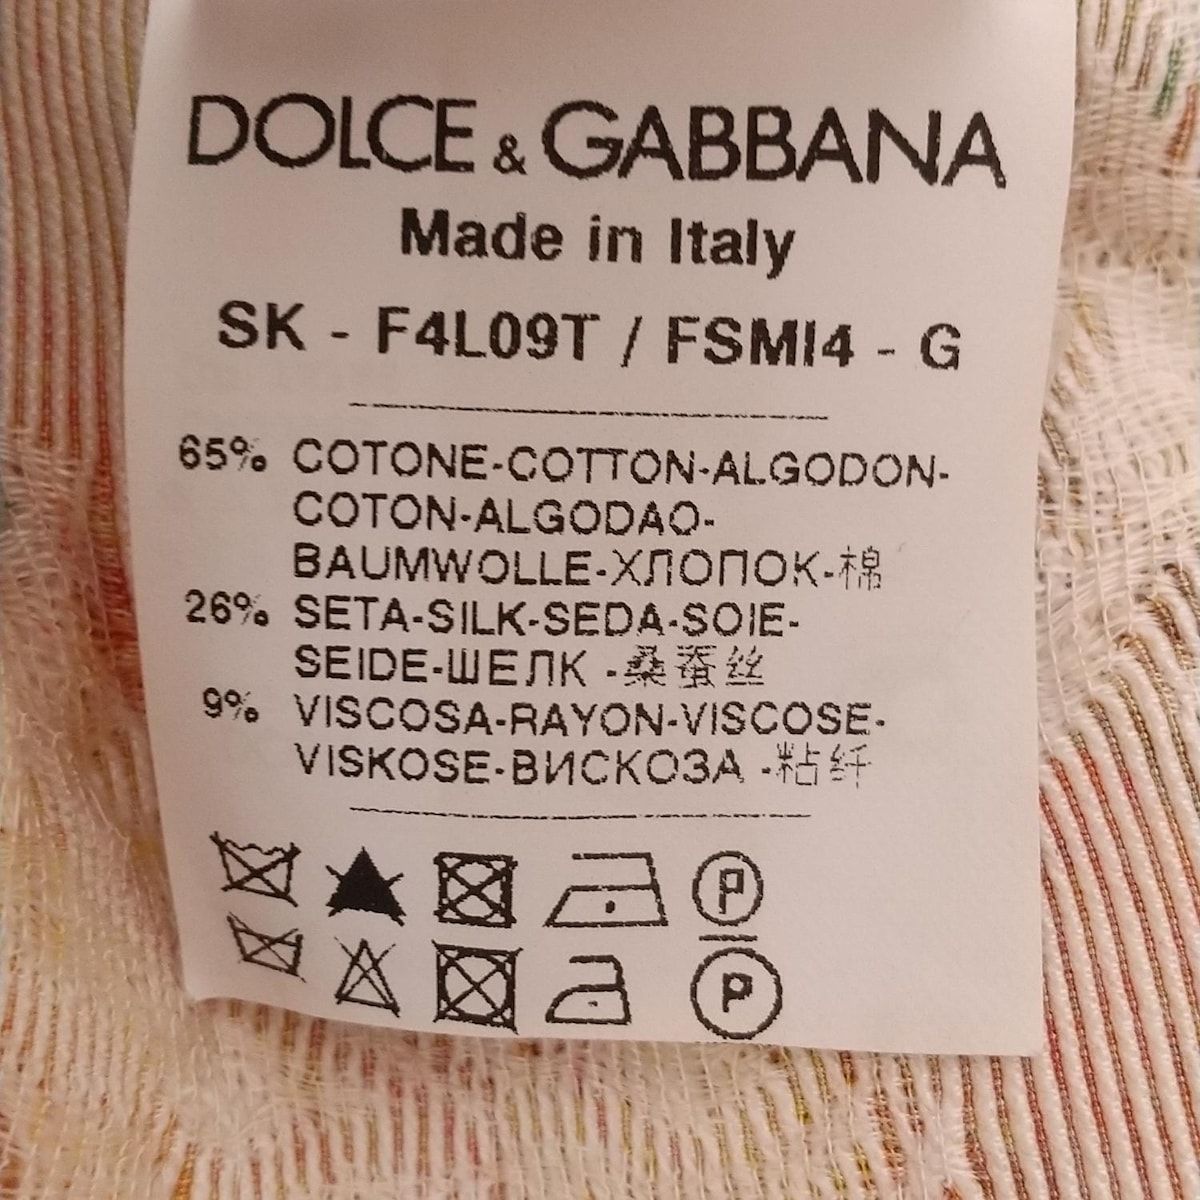 DOLCE & GABBANA
Made in Italy
SK - F4L09T / FSMI4 - G
65% COTONE-COTTON-ALGODON-
COTON-ALGODAO-
BAUMWOLLE-ХЛОПОК-棉
26% SETA-SILK-SEDA-SOIE-
SEIDE-ШЕЛК -桑蚕丝
9% VISCOSA-RAYON-VISCOSE-
VISKOSE-ВИСКОЗА -粘纤
P
P